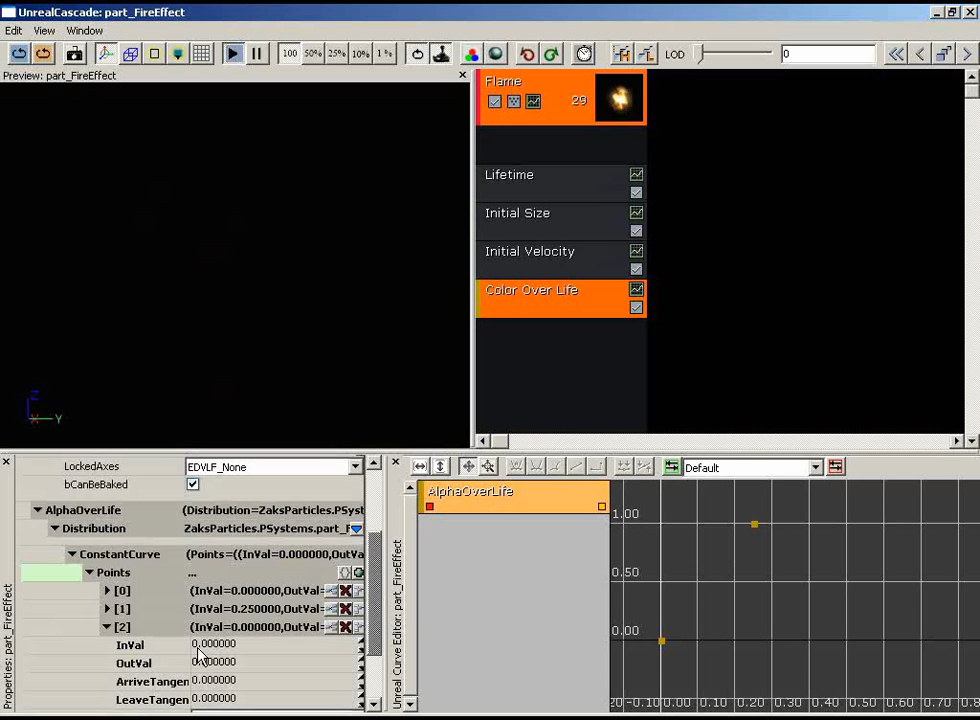 UnrealCascade: part_FireEffect
Edit View Window
100 50% 25% 10% 1% LOD 0
Preview: part_FireEffect
Flame
29
Lifetime
Initial Size
Initial Velocity
Color Over Life
Z
X Y
LockedAxes EDVLF_None
bCanBeBaked
AlphaOverLife (Distribution=ZaksParticles.PSyst
Distribution ZaksParticles.PSystems.part_F
ConstantCurve (Points=((InVal=0.000000,OutVa
Points ...
[0] (InVal=0.000000,OutVal=
[1] (InVal=0.250000,OutVal=
[2] (InVal=0.000000,OutVal=
InVal 0.000000
OutVal 0.000000
ArriveTangen 0.000000
LeaveTangen 0.000000
Properties: part_FireEffect
Unreal Curve Editor: part_FireEffect
Default
AlphaOverLife
1.00
0.50
0.00
20 -0.10 0.00 0.10 0.20 0.30 0.40 0.50 0.60 0.70 0.8